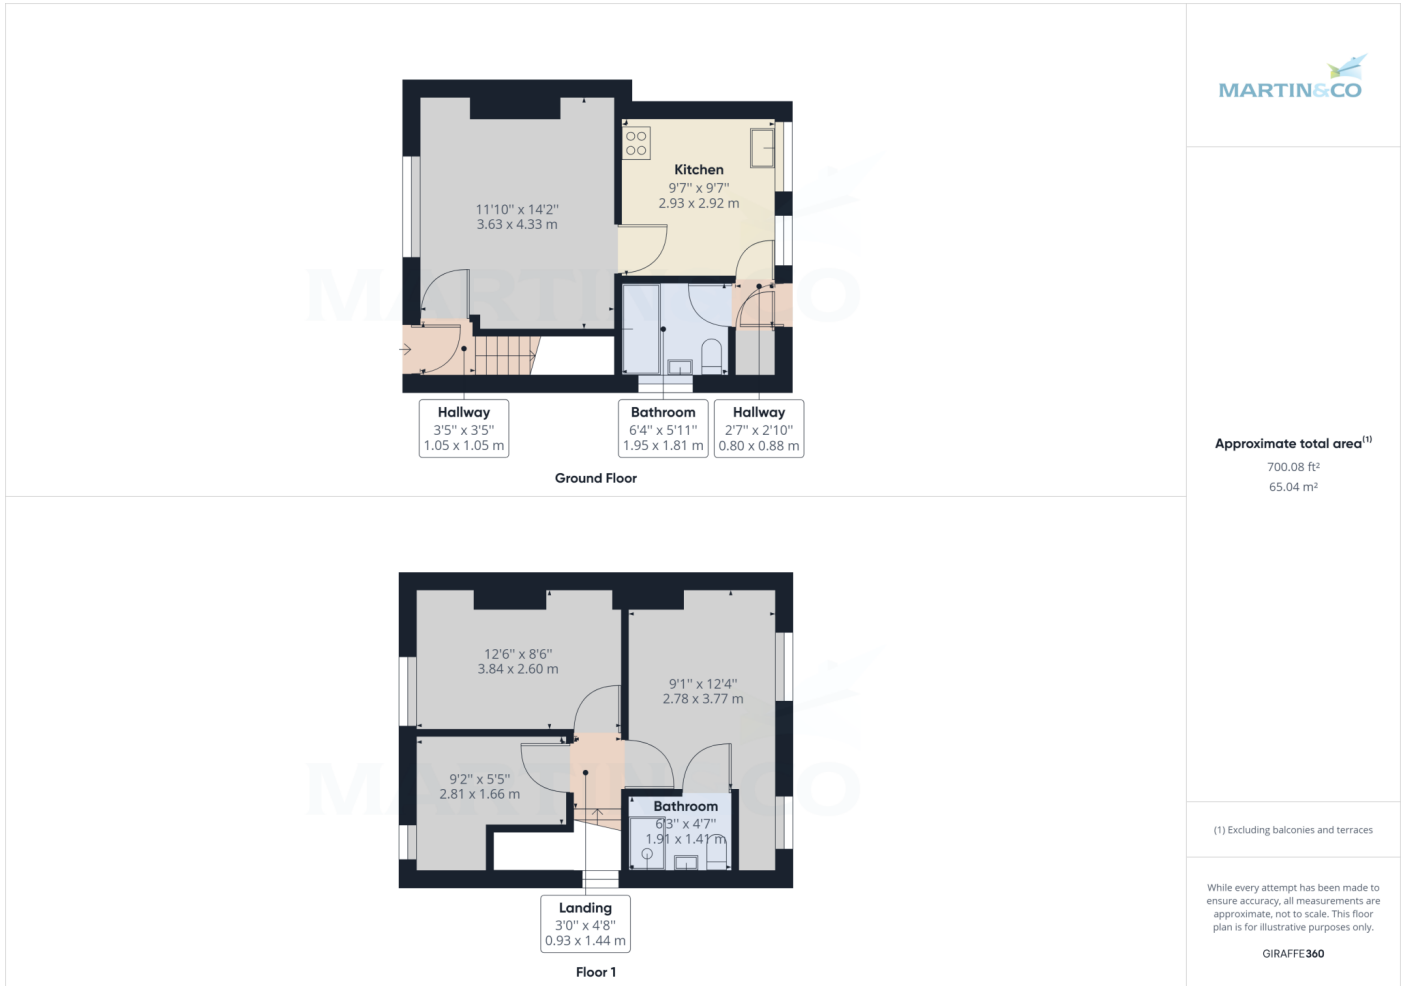 MARTIN&CO
11'10" x 14'2"
3.63 x 4.33 m
Kitchen
9'7" x 9'7"
2.93 x 2.92 m
MARTIN&CO
Hallway
3'5" x 3'5"
1.05 x 1.05 m
Bathroom
6'4" x 5'11"
1.95 x 1.81 m
Hallway
2'7" x 2'10"
0.80 x 0.88 m
Ground Floor
12'6" x 8'6"
3.84 x 2.60 m
9'1" x 12'4"
2.78 x 3.77 m
9'2" x 5'5"
2.81 x 1.66 m
MARTIN&CO
Bathroom
6'3" x 4'7"
1.91 x 1.41 m
Landing
3'0" x 4'8"
0.93 x 1.44 m
Floor 1
Approximate total area(1)
700.08 ft²
65.04 m²
(1) Excluding balconies and terraces
While every attempt has been made to
ensure accuracy, all measurements are
approximate, not to scale. This floor
plan is for illustrative purposes only.
GIRAFFE360